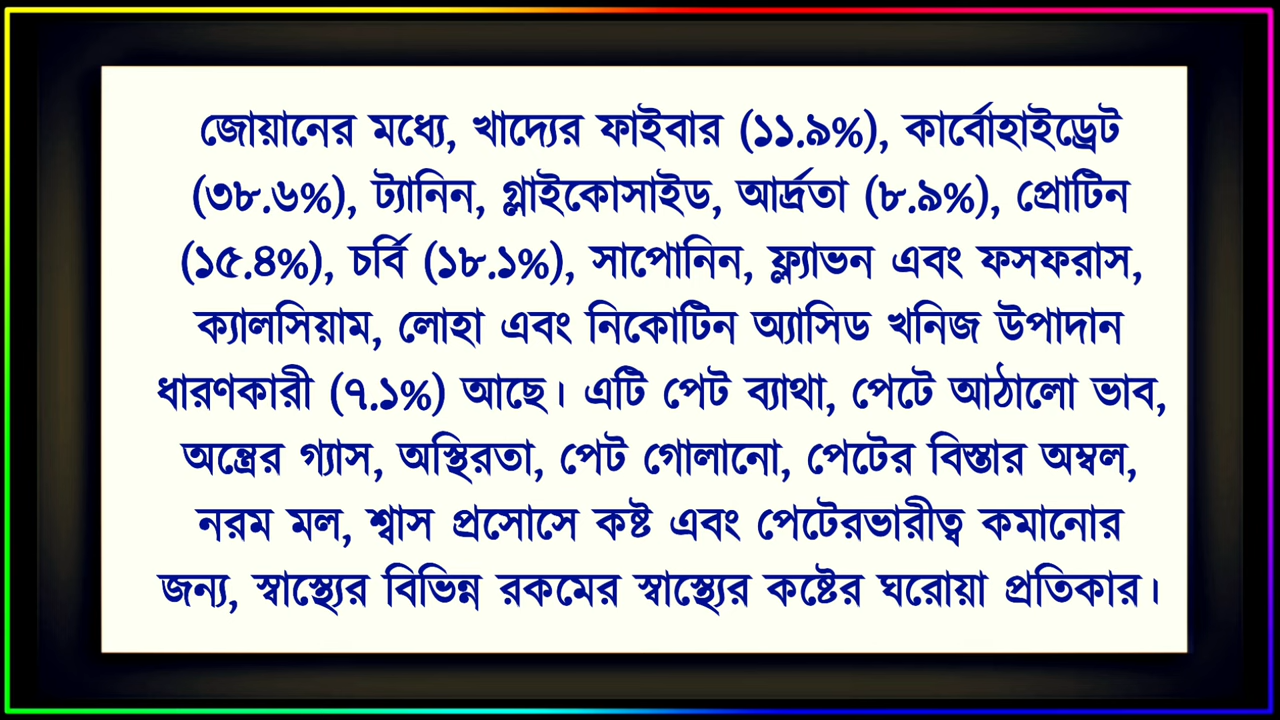 জোয়ানের মধ্যে, খাদ্যের ফাইবার (১১.৯%), কার্বোহাইড্রেট
(৩৮.৬%), ট্যানিন, গ্লাইকোসাইড, আর্দ্রতা (৮.৯%), প্রোটিন
(১৫.৪%), চর্বি (১৮.১%), সাপোনিন, ফ্ল্যাভন এবং ফসফরাস,
ক্যালসিয়াম, লোহা এবং নিকোটিন অ্যাসিড খনিজ উপাদান
ধারণকারী (৭.১%) আছে। এটি পেট ব্যাথা, পেটে আঠালো ভাব,
অন্ত্রের গ্যাস, অস্থিরতা, পেট গোলানো, পেটের বিস্তার অম্বল,
নরম মল, শ্বাস প্রসোসে কষ্ট এবং পেটেরভারীত্ব কমানোর
জন্য, স্বাস্থ্যের বিভিন্ন রকমের স্বাস্থ্যের কষ্টের ঘরোয়া প্রতিকার।